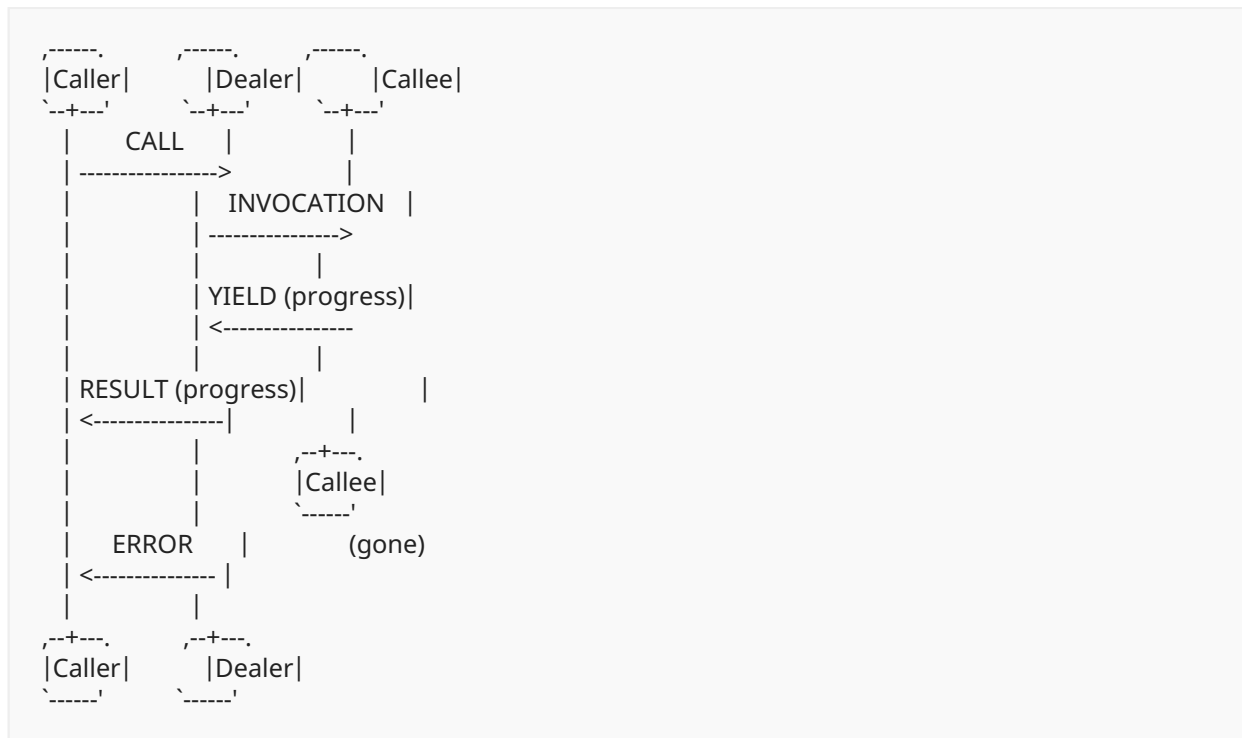 ,------.          ,------.          ,------.
|Caller|          |Dealer|          |Callee|
`--+---'          `--+---'          `--+---'
   |       CALL      |                 |
   | ----------------->                |
   |                 |    INVOCATION   |
   |                 | ---------------->
   |                 |                 |
   |                 | YIELD (progress)|
   |                 | <----------------
   |                 |                 |
   | RESULT (progress)|                 |
   | <----------------|                |
   |                 |              ,--+---.
   |                 |              |Callee|
   |                 |              `------'
   |      ERROR      |               (gone)
   | <--------------- |
   |                 |
,--+---.          ,--+---.
|Caller|          |Dealer|
`------'          `------'